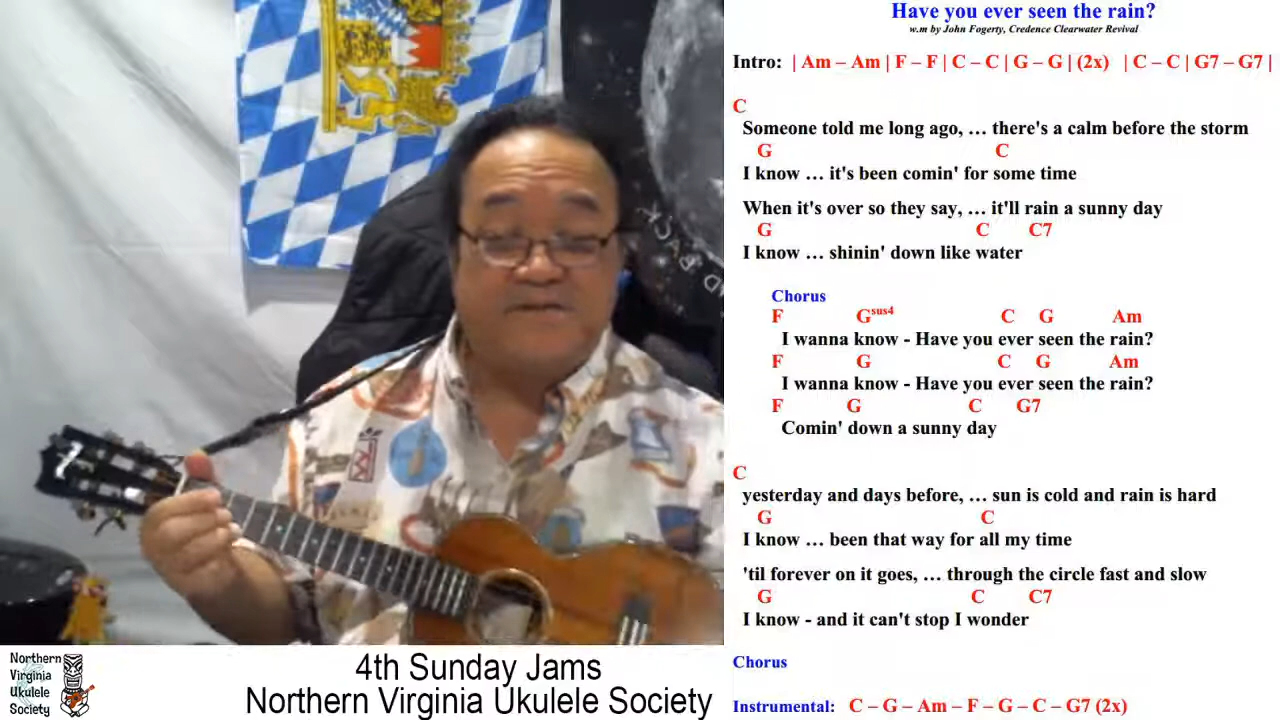 Have you ever seen the rain?
w.m by John Fogerty, Credence Clearwater Revival
Intro: | Am – Am | F – F | C – C | G – G | (2x) | C – C | G7 – G7 |
C
Someone told me long ago, … there's a calm before the storm
G C
I know … it's been comin' for some time
When it's over so they say, … it'll rain a sunny day
G C C7
I know … shinin' down like water
Chorus
F Gsus4 C G Am
I wanna know - Have you ever seen the rain?
F G C G Am
I wanna know - Have you ever seen the rain?
F G C G7
Comin' down a sunny day
C
yesterday and days before, … sun is cold and rain is hard
G C
I know … been that way for all my time
'til forever on it goes, … through the circle fast and slow
G C C7
I know - and it can't stop I wonder
Chorus
Instrumental: C – G – Am – F – G – C – G7 (2x)
4th Sunday Jams
Northern Virginia Ukulele Society
Northern
Virginia
Ukulele
Society